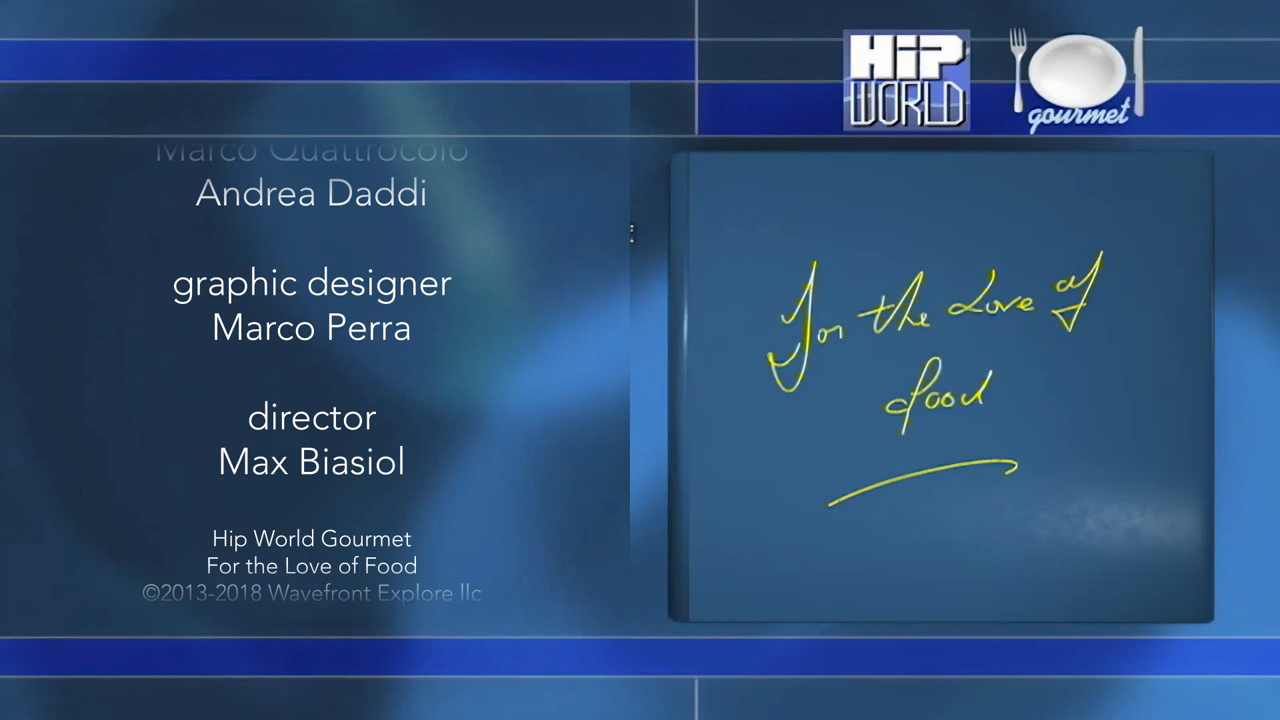 HiP
WORLD
gourmet
Marco Quattrocolo
Andrea Daddi
graphic designer
Marco Perra
director
Max Biasiol
Hip World Gourmet
For the Love of Food
©2013-2018 Wavefront Explore llc
For the Love of
food